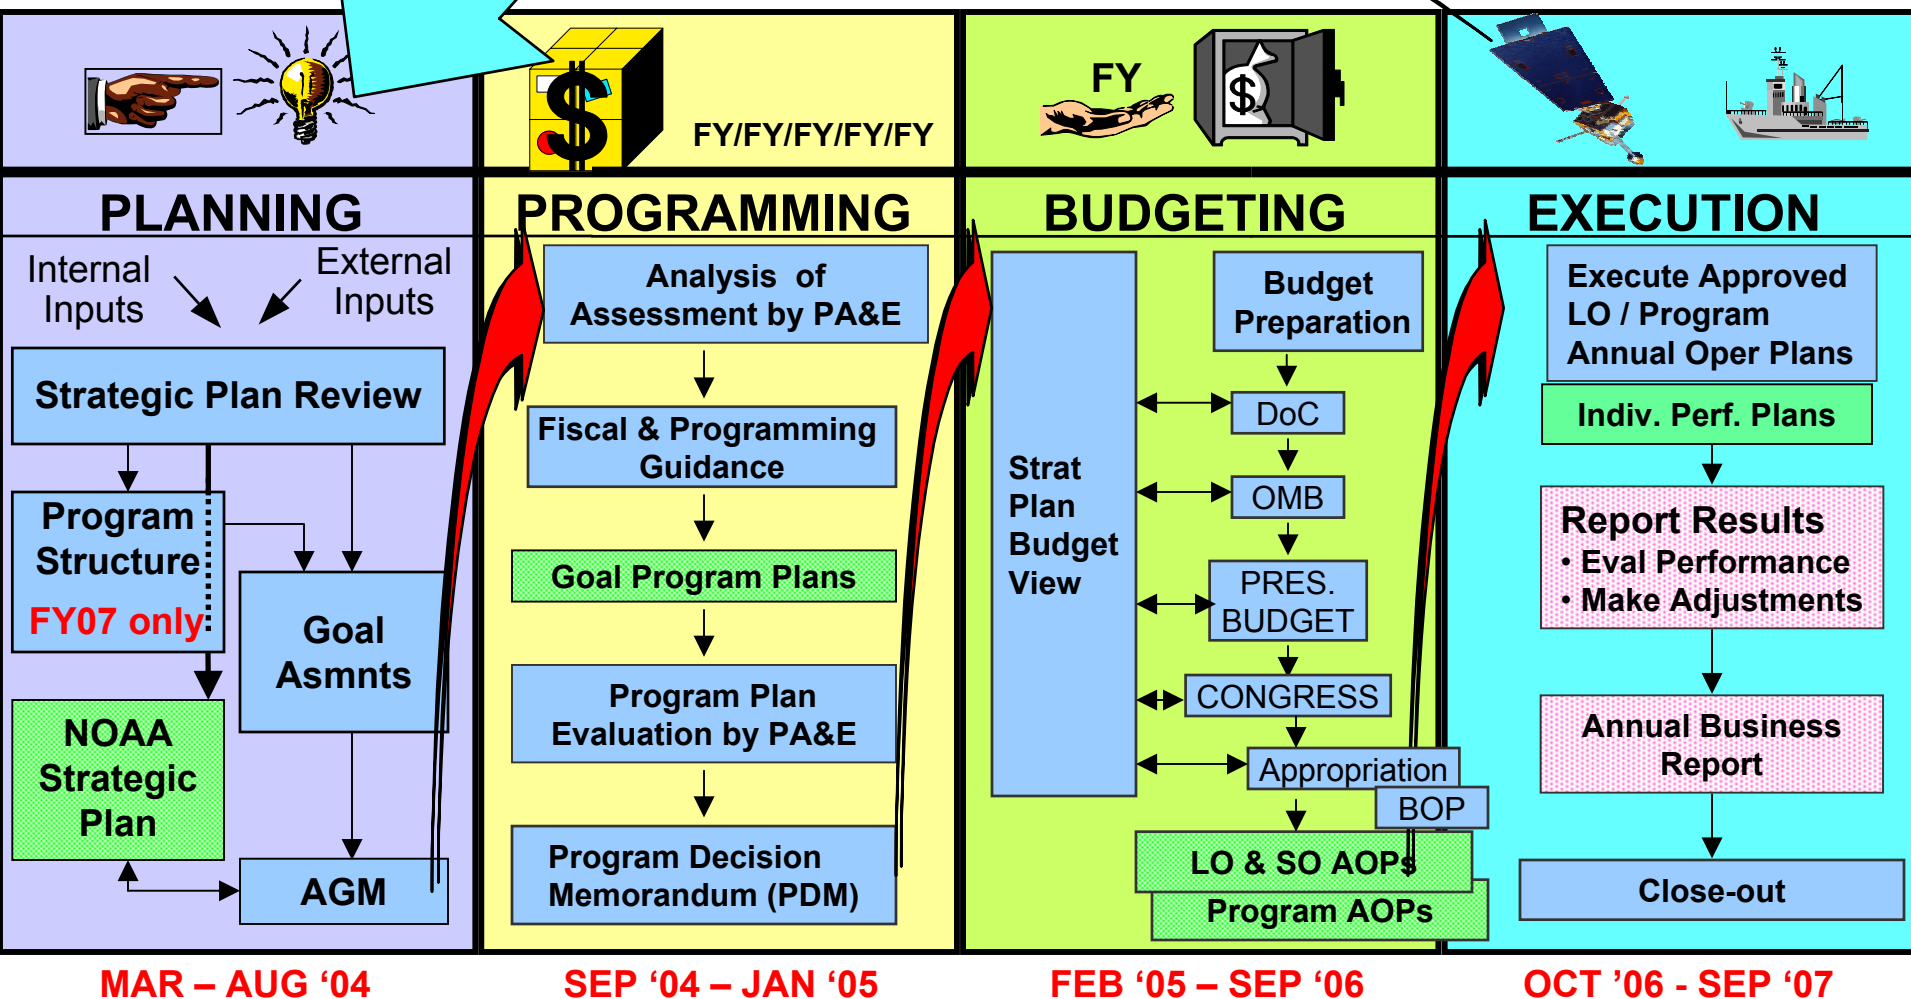 $
FY/FY/FY/FY/FY
FY
$
PLANNING
Internal
Inputs
External
Inputs
Strategic Plan Review
Program
Structure
FY07 only
Goal
Asmnts
NOAA
Strategic
Plan
AGM
MAR – AUG ‘04
PROGRAMMING
Analysis of
Assessment by PA&E
Fiscal & Programming
Guidance
Goal Program Plans
Program Plan
Evaluation by PA&E
Program Decision
Memorandum (PDM)
SEP ‘04 – JAN ‘05
BUDGETING
Strat
Plan
Budget
View
Budget
Preparation
DoC
OMB
PRES.
BUDGET
CONGRESS
Appropriation
BOP
LO & SO AOPs
Program AOPs
FEB ‘05 – SEP ‘06
EXECUTION
Execute Approved
LO / Program
Annual Oper Plans
Indiv. Perf. Plans
Report Results
• Eval Performance
• Make Adjustments
Annual Business
Report
Close-out
OCT ’06 - SEP ‘07